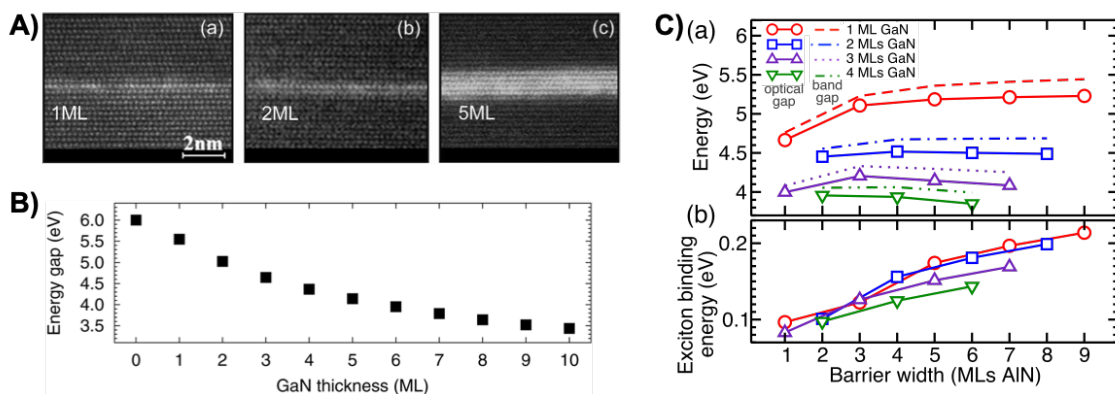 A)
(a)
(b)
(c)
1ML
2ML
5ML
2nm
B)
Energy gap (eV)
6.0
5.5
5.0
4.5
4.0
3.5
0 1 2 3 4 5 6 7 8 9 10
GaN thickness (ML)
C)
(a)
Energy (eV)
6
5.5
5
4.5
4
1 ML GaN
2 MLs GaN
3 MLs GaN
4 MLs GaN
optical gap
band gap
(b)
Exciton binding
energy (eV)
0.2
0.1
1 2 3 4 5 6 7 8 9
Barrier width (MLs AlN)